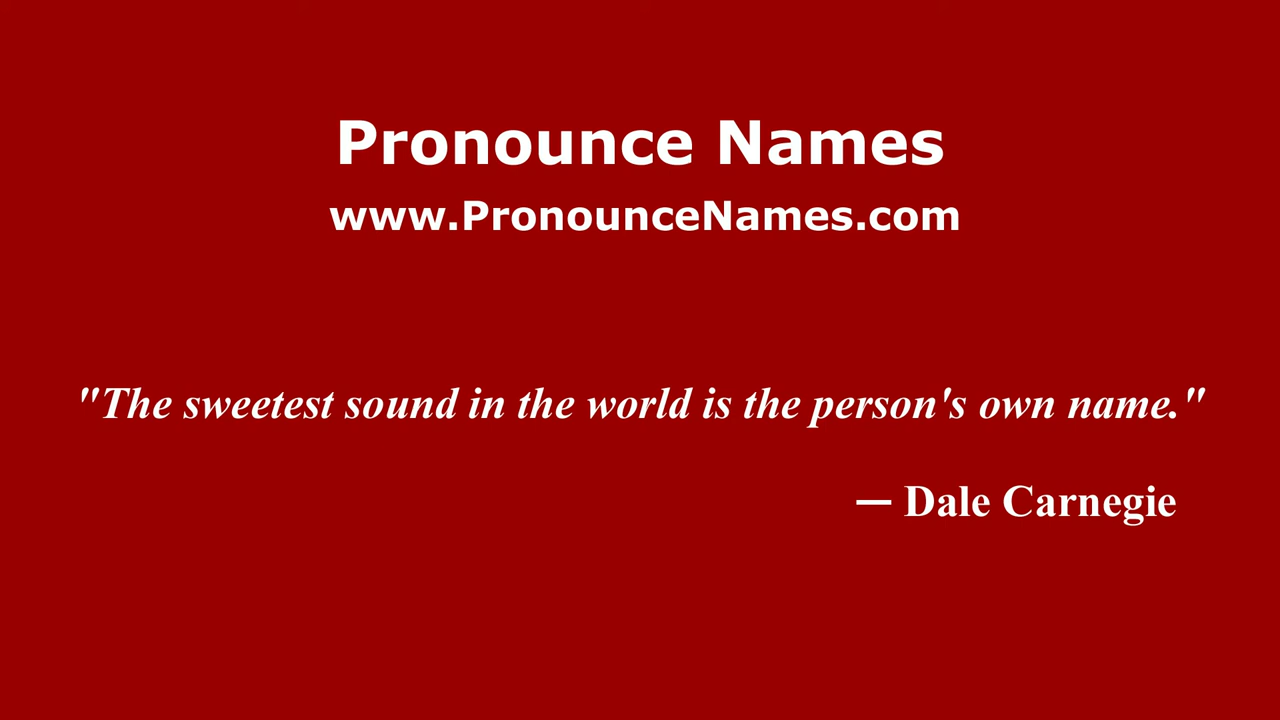 Pronounce Names
www.PronounceNames.com
"The sweetest sound in the world is the person's own name."
— Dale Carnegie